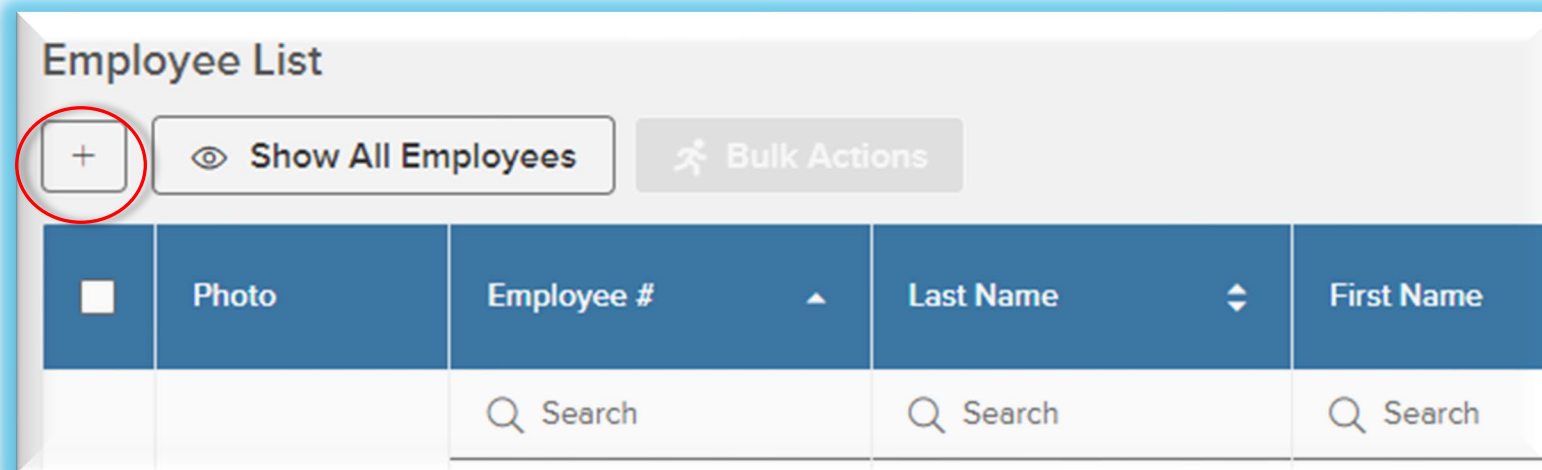 Employee List
+ Show All Employees Bulk Actions
Photo Employee # Last Name First Name
Search Search Search